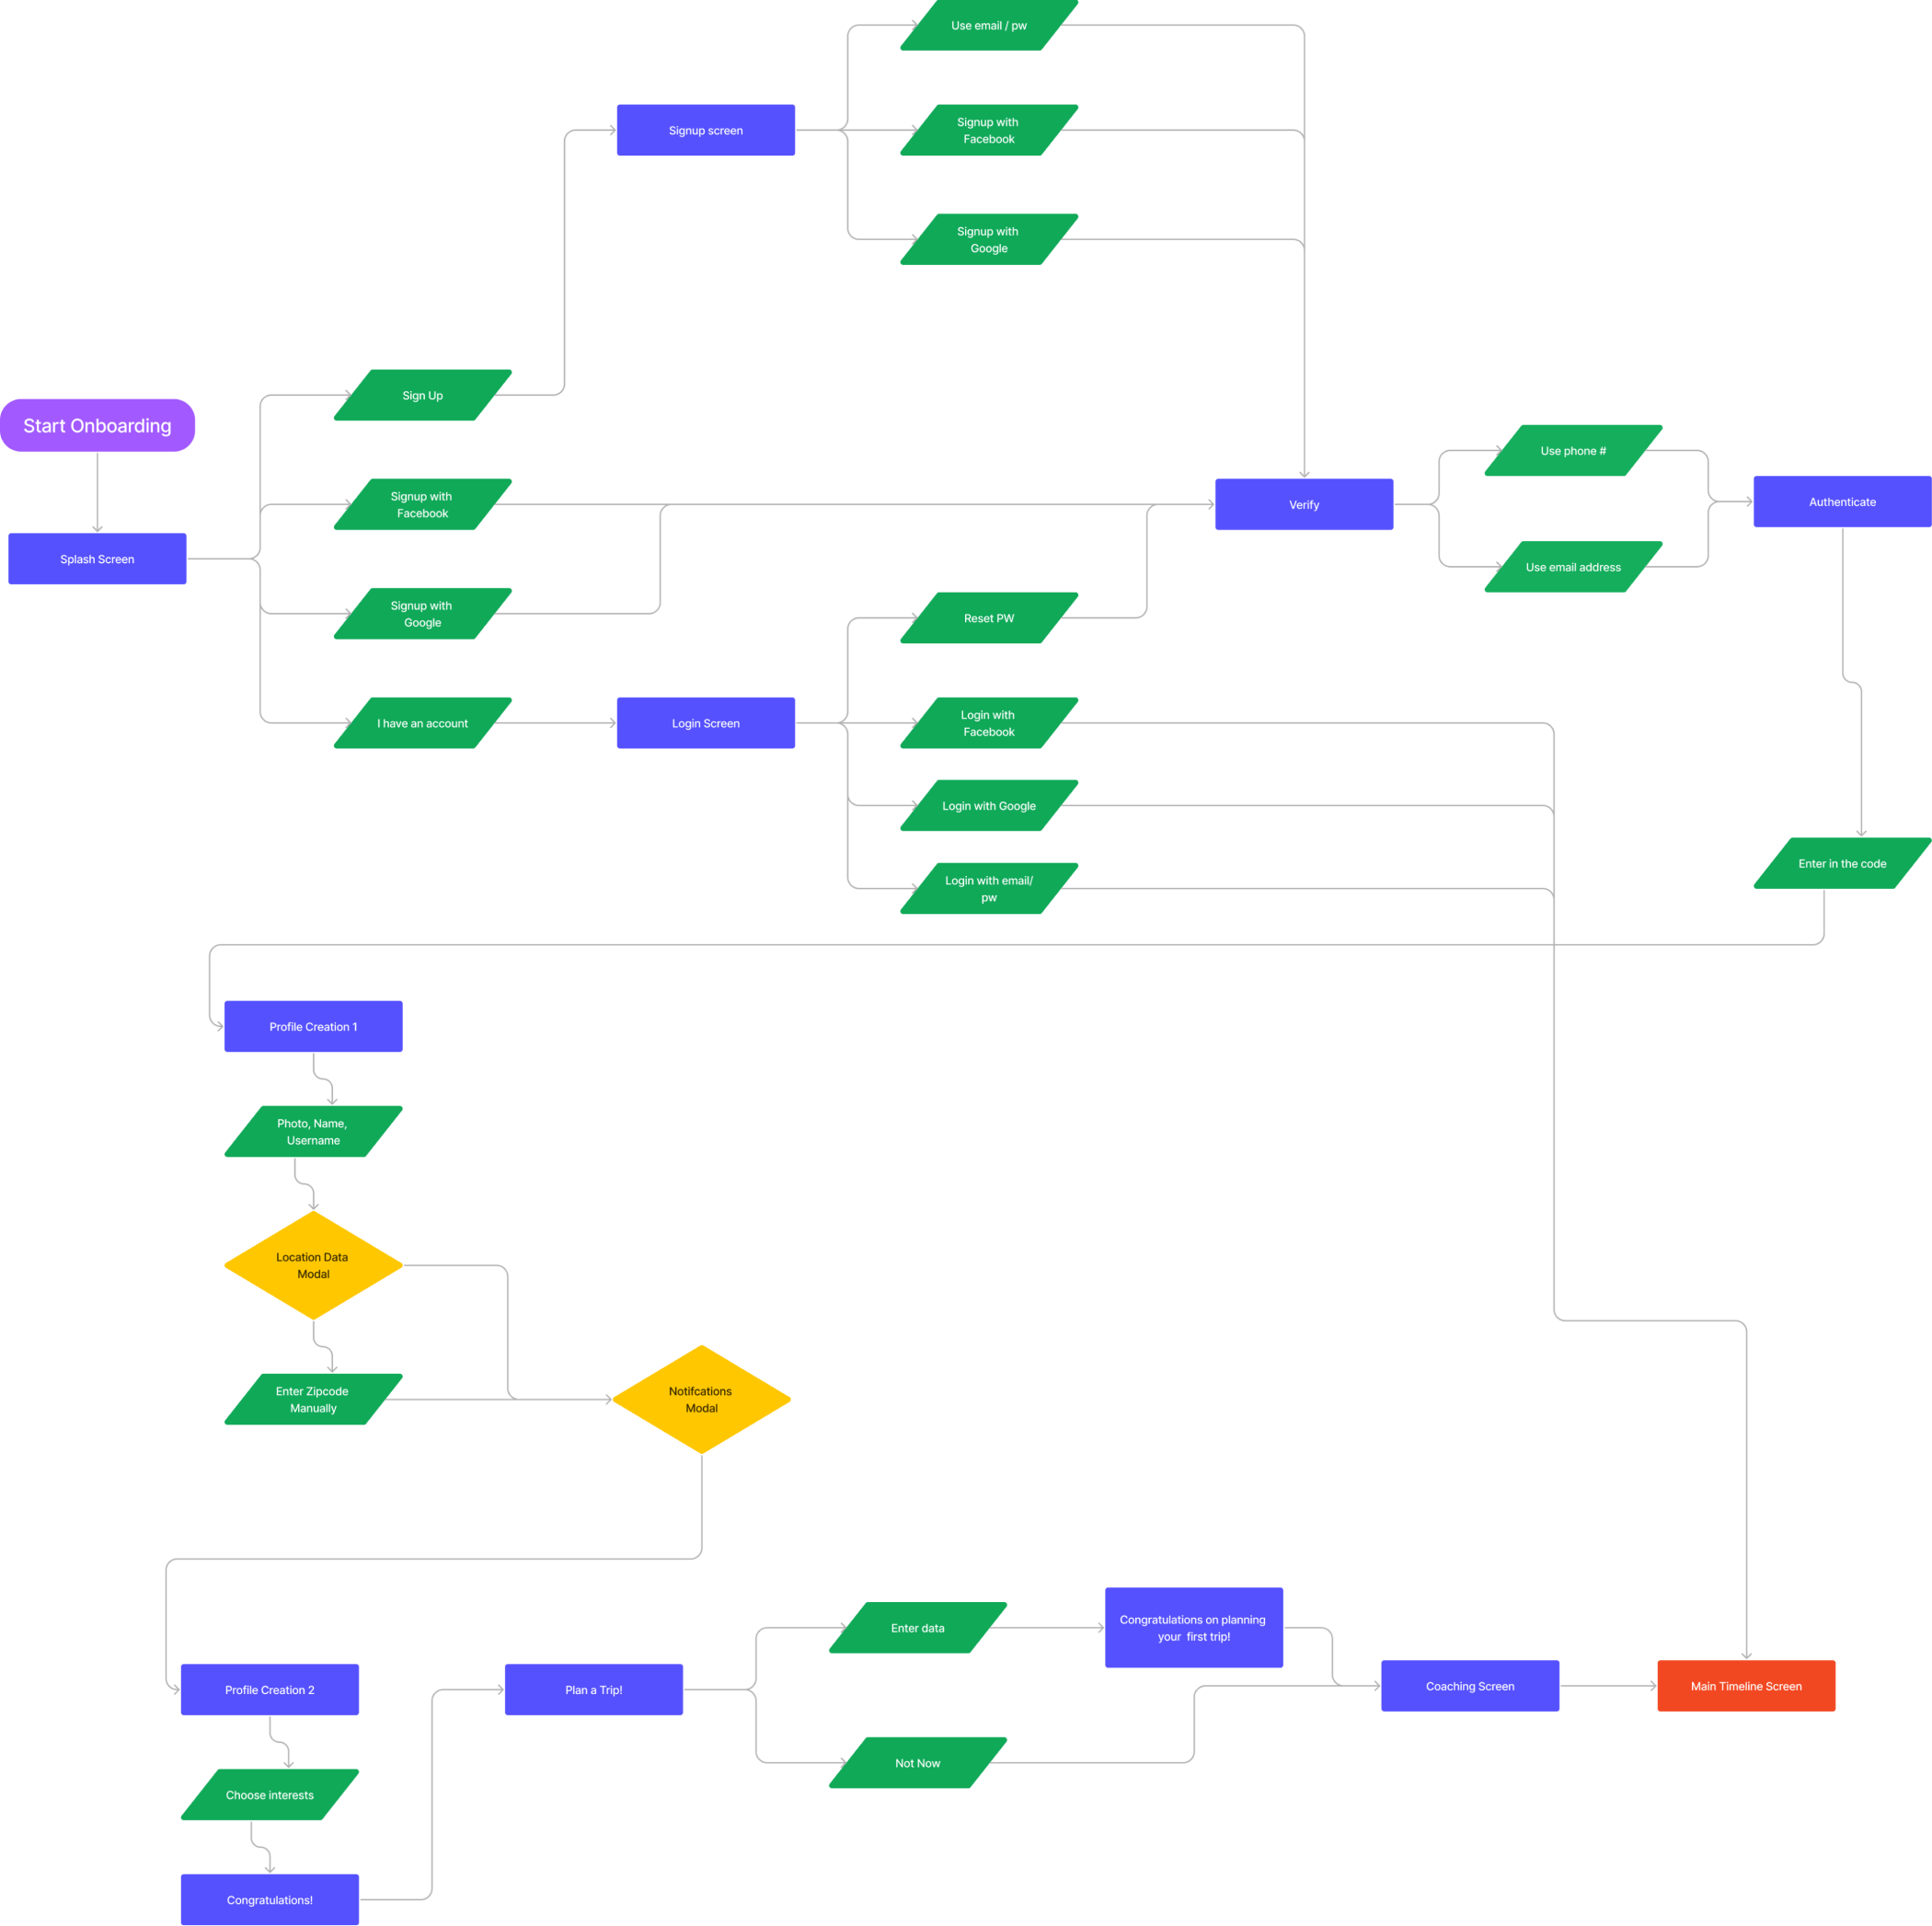 Use email / pw
Signup screen
Signup with
Facebook
Signup with
Google
Sign Up
Start Onboarding
Splash Screen
Signup with
Facebook
Signup with
Google
I have an account
Login Screen
Reset PW
Login with
Facebook
Login with Google
Login with email/
pw
Verify
Use phone #
Use email address
Authenticate
Enter in the code
Profile Creation 1
Photo, Name,
Username
Location Data
Modal
Enter Zipcode
Manually
Notifcations
Modal
Profile Creation 2
Choose interests
Congratulations!
Plan a Trip!
Enter data
Not Now
Congratulations on planning
your  first trip!
Coaching Screen
Main Timeline Screen